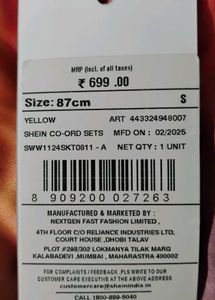 MRP (Incl. of all taxes)
₹ 699 .00
Size: 87cm S
YELLOW ART 443324948007
SHEIN CO-ORD SETS MFD ON : 02/2025
SWW1124SKT0811 - A NET QTY : 1 UNIT
8 909200 027263
MANUFACTURED & MARKETED BY :
NEXTGEN FAST FASHION LIMITED ,
4TH FLOOR C/O RELIANCE INDUSTRIES LTD,
COURT HOUSE ,DHOBI TALAV
PLOT #298/302 LOKMANYA TILAK MARG
KALABADEVI ,MUMBAI , MAHARASTRA 400002
FOR COMPLAINTS / FEEDBACK ,PLS WRITE TO OUR
CUSTOMER CARE EXECUTIVE AT THE ABOVE ADDRESS
customercare@sheinindia.in
CALL 1800-889-5040